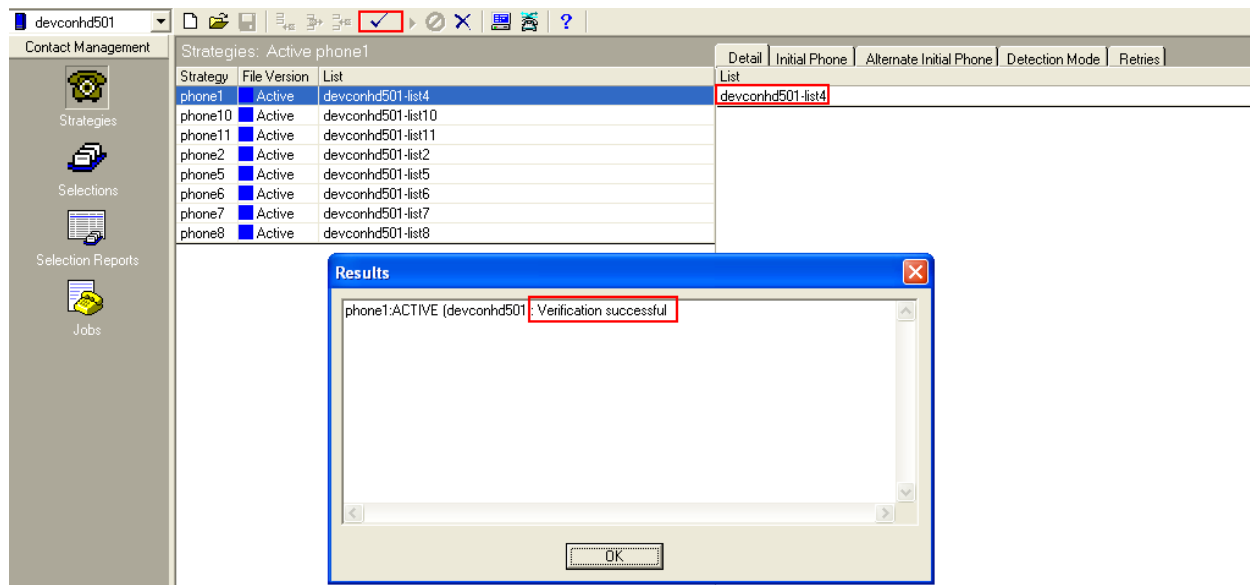 devconhd501
?
Contact Management
Strategies
Selections
Selection Reports
Jobs
Strategies: Active phone1
Strategy File Version List
phone1 Active devconhd501-list4
phone10 Active devconhd501-list10
phone11 Active devconhd501-list11
phone2 Active devconhd501-list2
phone5 Active devconhd501-list5
phone6 Active devconhd501-list6
phone7 Active devconhd501-list7
phone8 Active devconhd501-list8
Detail Initial Phone Alternate Initial Phone Detection Mode Retries
List
devconhd501-list4
Results
phone1:ACTIVE (devconhd501 : Verification successful
OK